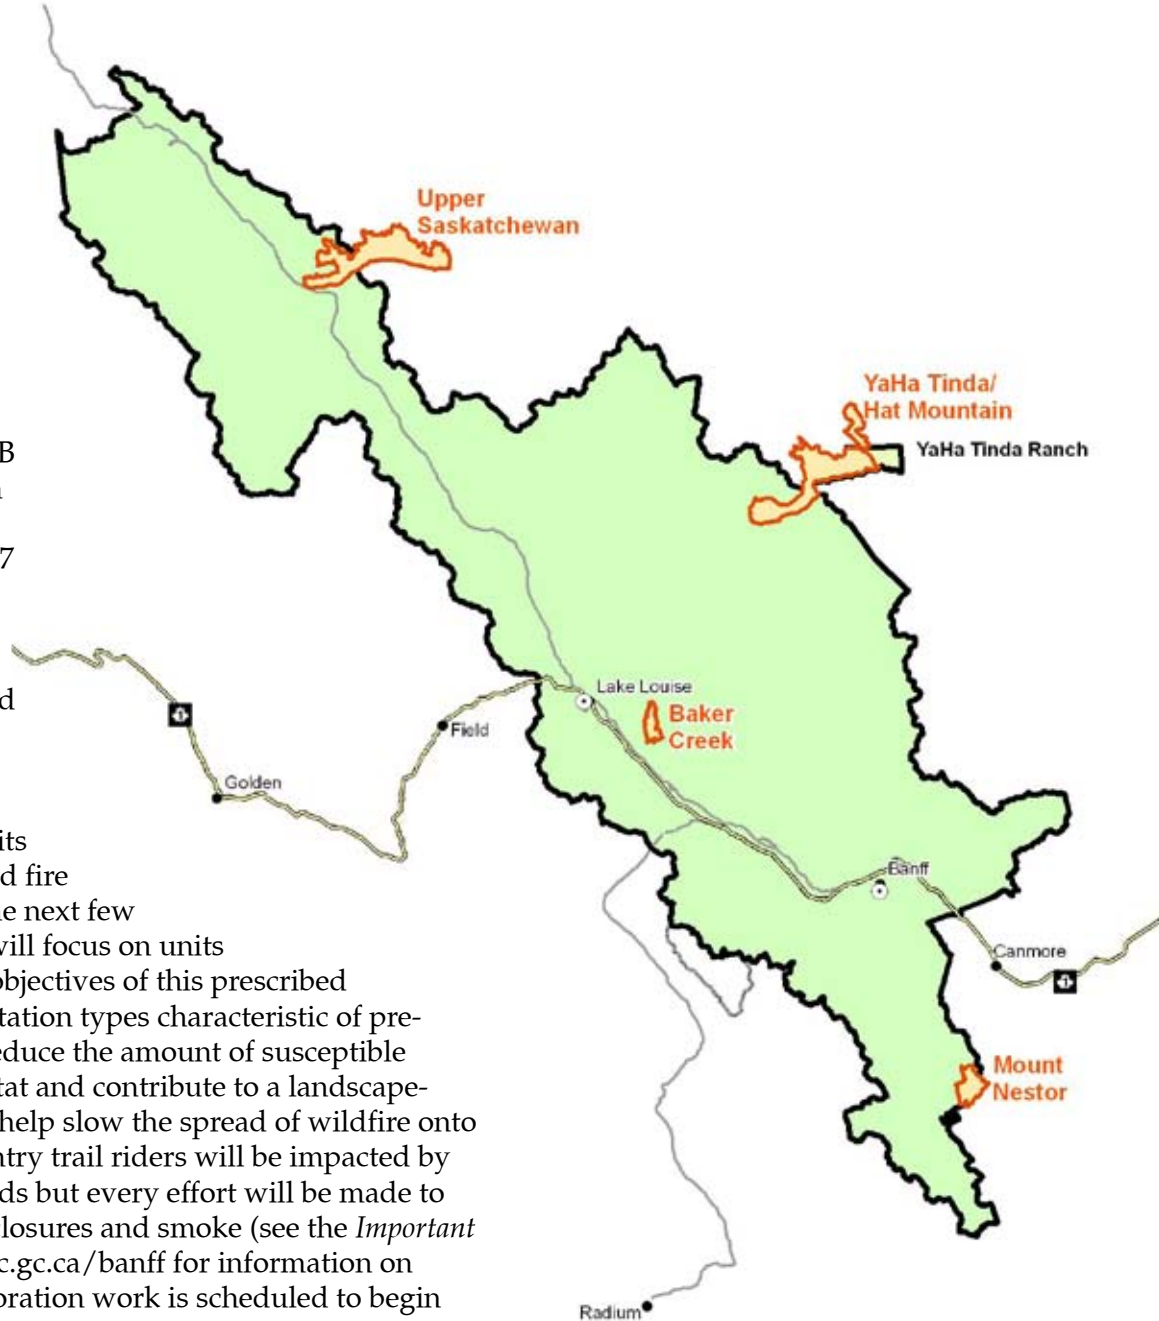 Upper
Saskatchewan
YaHa Tinda/
Hat Mountain
YaHa Tinda Ranch
B
7
Lake Louise
Baker
Creek
Field
Golden
1
Banff
Canmore
1
Mount
Nestor
Radium
its
d fire
e next few
will focus on units
objectives of this prescribed
tation types characteristic of pre-
educe the amount of susceptible
tat and contribute to a landscape-
help slow the spread of wildfire onto
ntry trail riders will be impacted by
ds but every effort will be made to
losures and smoke (see the Important
c.gc.ca/banff for information on
oration work is scheduled to begin